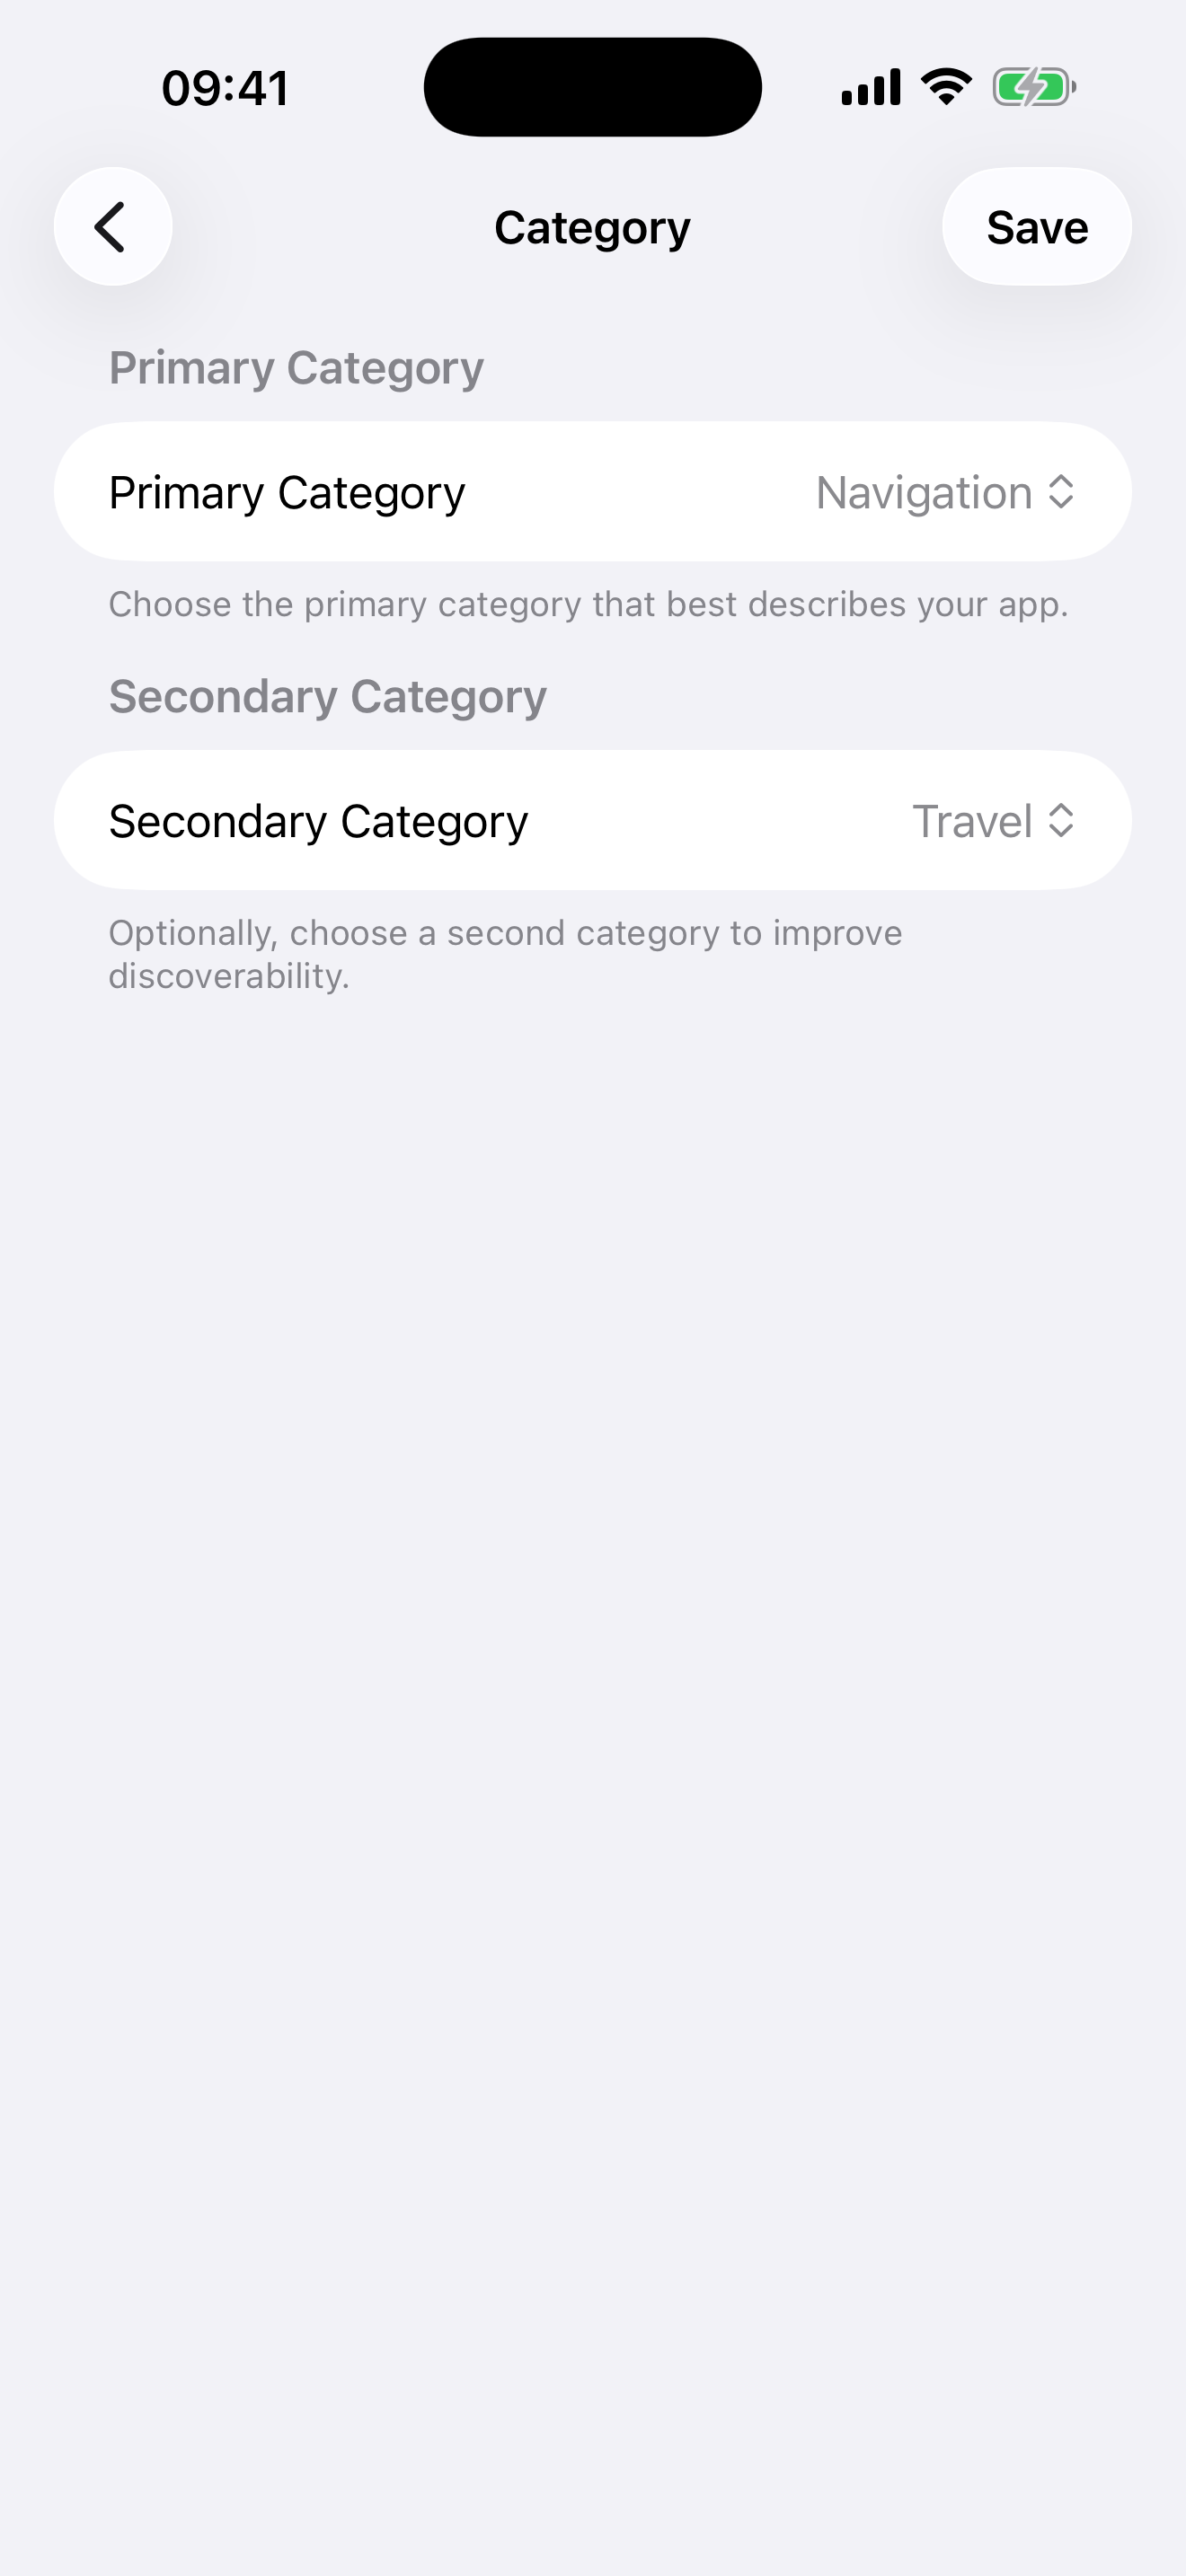 09:41
Category
Save
Primary Category
Primary Category
Navigation
Choose the primary category that best describes your app.
Secondary Category
Secondary Category
Travel
Optionally, choose a second category to improve
discoverability.